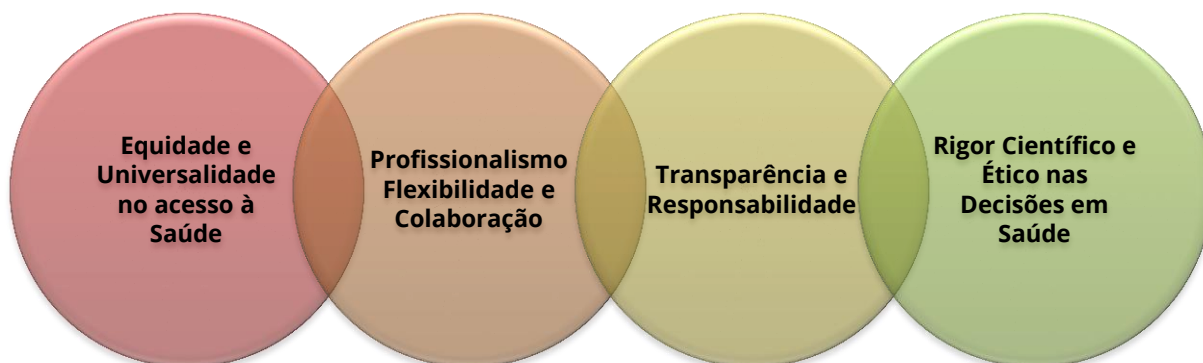 Equidade e
Universalidade
no acesso à
Saúde
Profissionalismo
Flexibilidade e
Colaboração
Transparência e
Responsabilidade
Rigor Científico e
Ético nas
Decisões em
Saúde